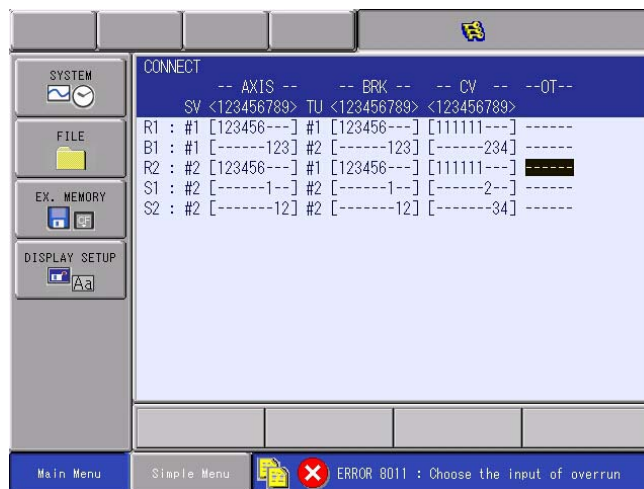 SYSTEM
FILE
EX. MEMORY
CF
DISPLAY SETUP
Aa
CONNECT
-- AXIS -- -- BRK -- -- CV -- --OT--
SV <123456789> TU <123456789> <123456789>
R1 : #1 [123456---] #1 [123456---] [111111---] ------
B1 : #1 [------123] #2 [------123] [------234] ------
R2 : #2 [123456---] #1 [123456---] [111111---] ------
S1 : #2 [------1--] #2 [------1--] [------2--] ------
S2 : #2 [-------12] #2 [-------12] [-------34] ------
Main Menu
Simple Menu
ERROR 8011 : Choose the input of overrun